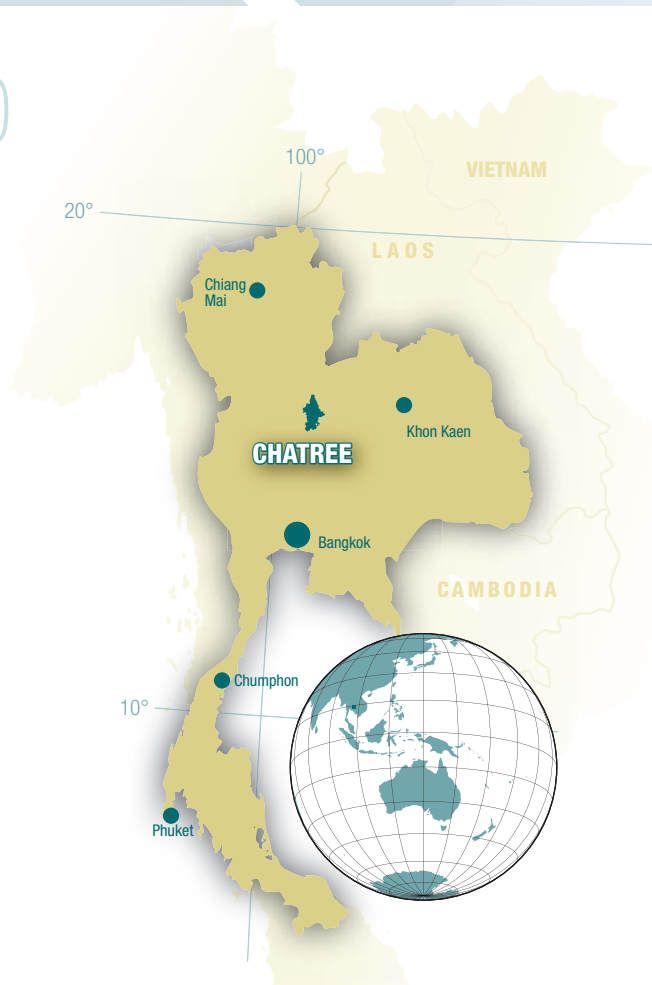 100°
VIETNAM
20°
LAOS
Chiang
Mai
Khon Kaen
CHATREE
Bangkok
CAMBODIA
Chumphon
10°
Phuket